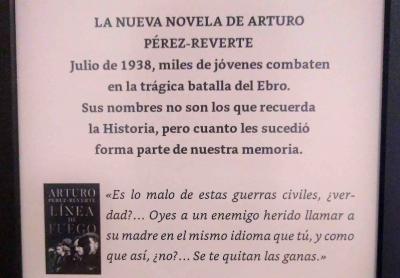 LA NUEVA NOVELA DE ARTURO
PÉREZ-REVERTE
Julio de 1938, miles de jóvenes combaten
en la trágica batalla del Ebro.
Sus nombres no son los que recuerda
la Historia, pero cuanto les sucedió
forma parte de nuestra memoria.
ARTURO
PÉREZ-REVERTE
LÍNEA
DE
FUEGO
«Es lo malo de estas guerras civiles, ¿ver-
dad?... Oyes a un enemigo herido llamar a
su madre en el mismo idioma que tú, y como
que así, ¿no?... Se te quitan las ganas.»